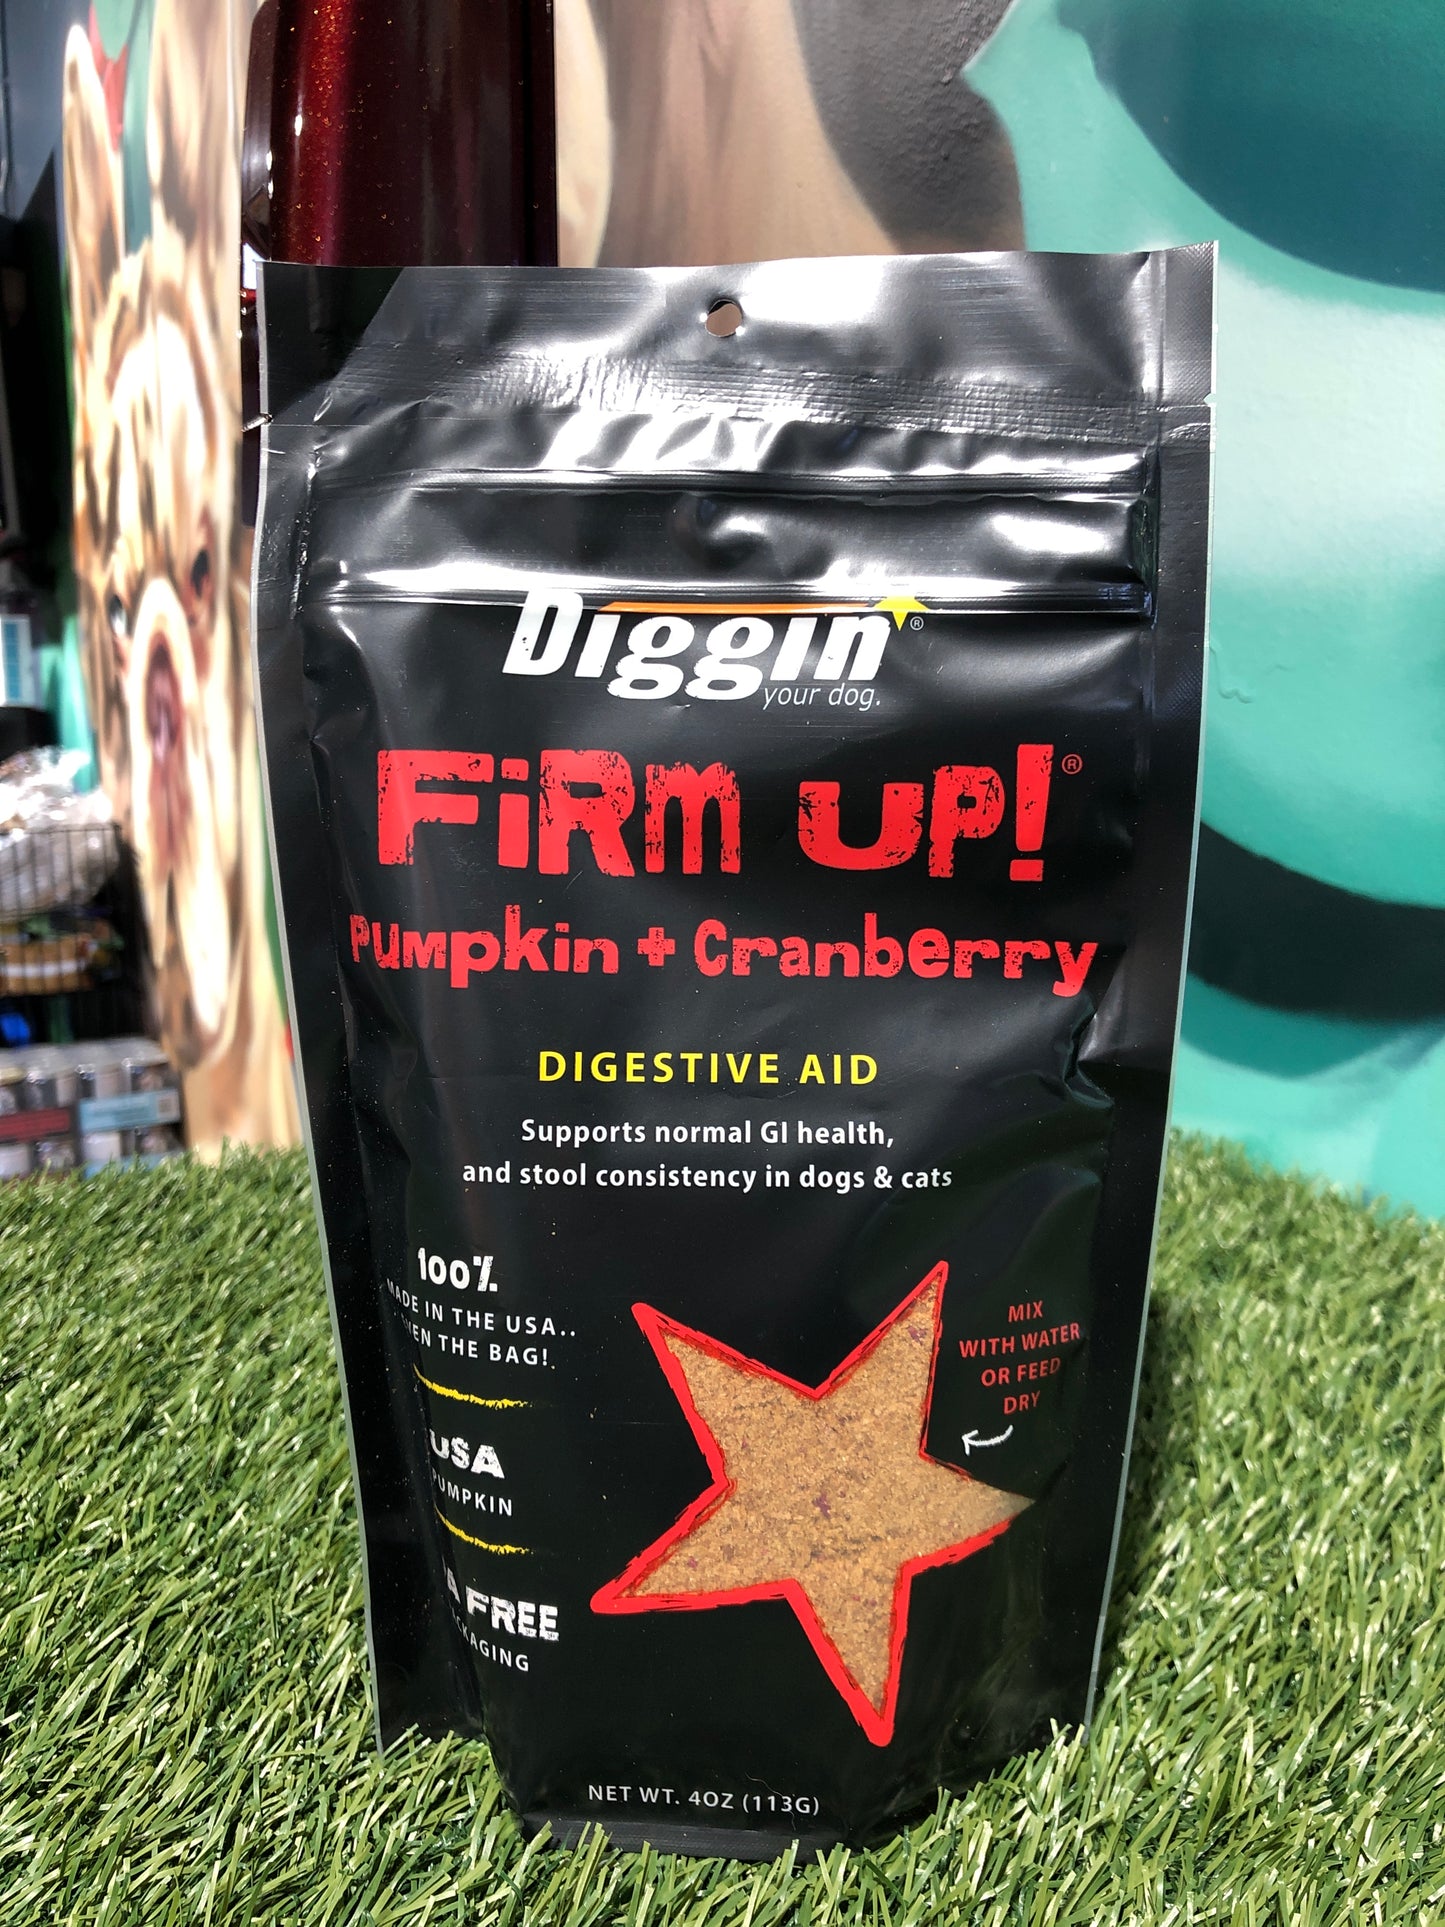 Diggin®
your dog.
FiRm UP!®
Pumpkin + Cranberry
DIGESTIVE AID
Supports normal GI health,
and stool consistency in dogs & cats
100%
MADE IN THE USA..
THE BAG!
USA
PUMPKIN
FREE
MIX
WITH WATER
OR FEED
DRY
NET WT. 4OZ (113G)